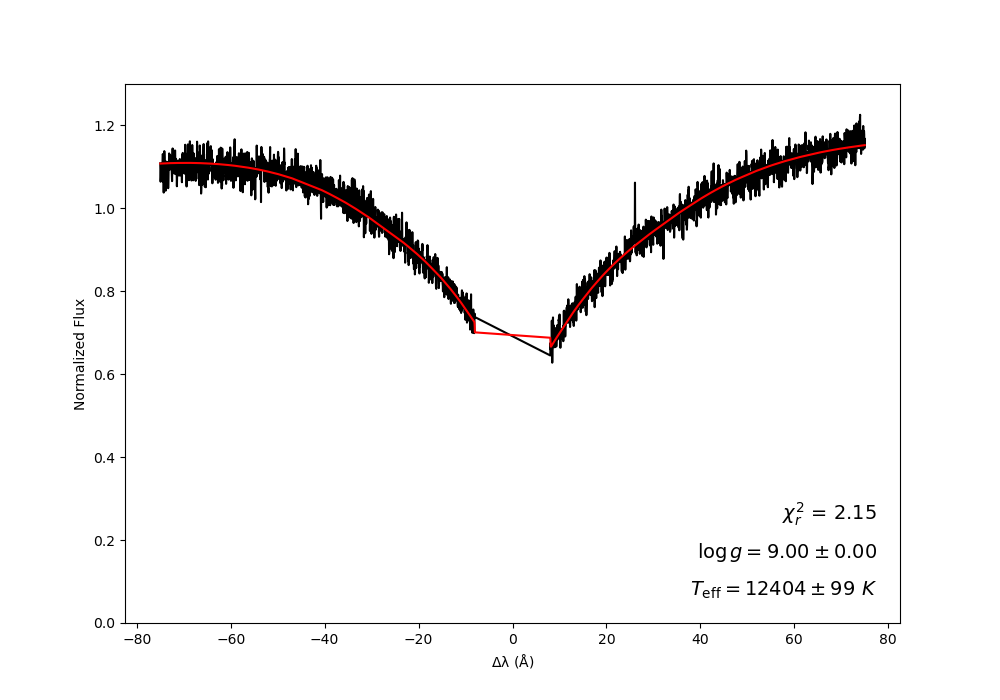 1.2
1.0
0.8
0.6
0.4
0.2
0.0
Normalized Flux
χ²ᵣ = 2.15
log g = 9.00 ± 0.00
T_eff = 12404 ± 99 K
−80 −60 −40 −20 0 20 40 60 80
Δλ (Å)